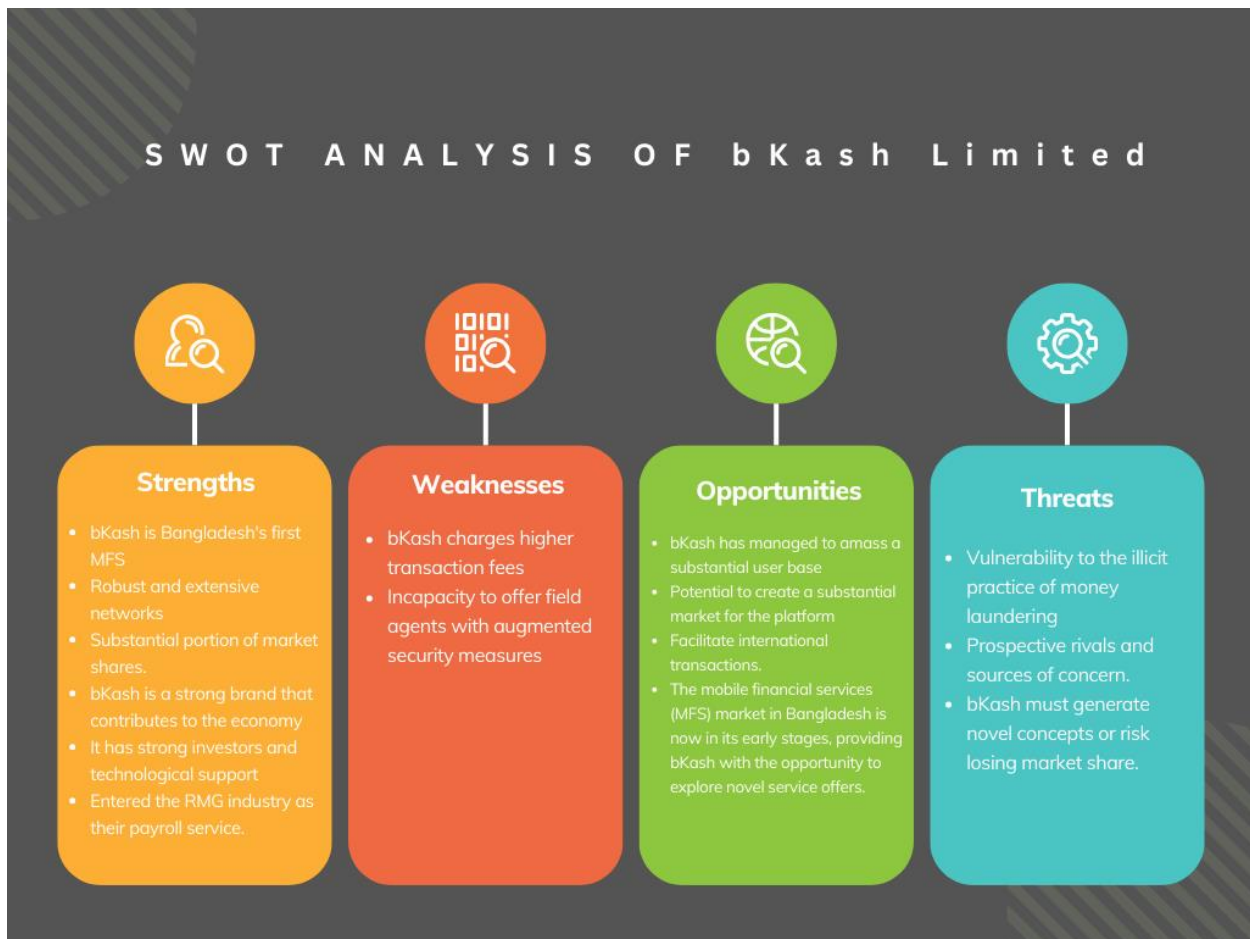 SWOT ANALYSIS OF bKash Limited
Strengths
• bKash is Bangladesh's first
MFS
• Robust and extensive
networks
• Substantial portion of market
shares.
• bKash is a strong brand that
contributes to the economy
• It has strong investors and
technological support
• Entered the RMG industry as
their payroll service.
Weaknesses
• bKash charges higher
transaction fees
• Incapacity to offer field
agents with augmented
security measures
Opportunities
• bKash has managed to amass a
substantial user base
• Potential to create a substantial
market for the platform
• Facilitate international
transactions.
• The mobile financial services
(MFS) market in Bangladesh is
now in its early stages, providing
bKash with the opportunity to
explore novel service offers.
Threats
• Vulnerability to the illicit
practice of money
laundering
• Prospective rivals and
sources of concern.
• bKash must generate
novel concepts or risk
losing market share.